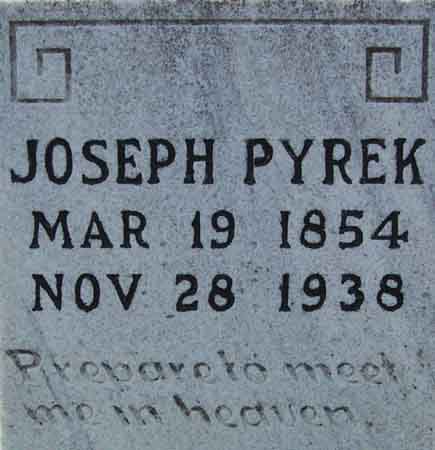 JOSEPH PYREK
MAR 19 1854
NOV 28 1938
Prepare to meet
me in heaven.